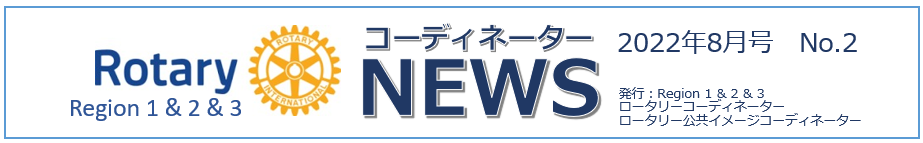 Rotary
Region 1 & 2 & 3
ROTARY
INTERNATIONAL
コーディネーター
NEWS
2022年8月号　No.2
発行：Region 1 & 2 & 3
ロータリーコーディネーター
ロータリー公共イメージコーディネーター